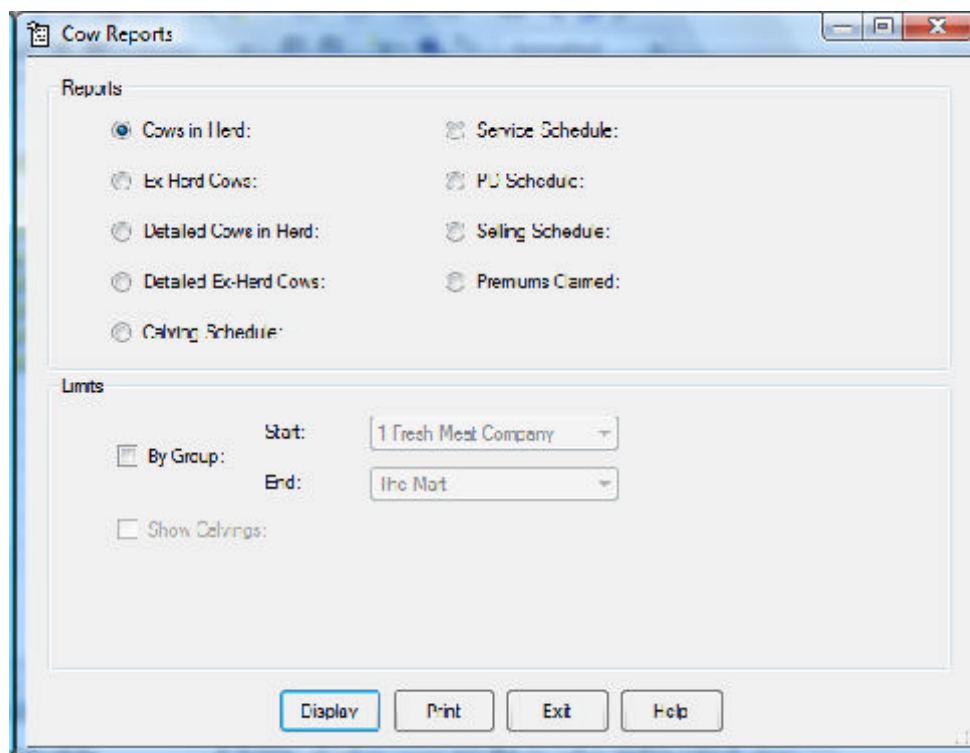 Cow Reports
Reports
Cows in Herd:
Service Schedule:
Ex Herd Cows:
PD Schedule:
Detailed Cows in Herd:
Selling Schedule:
Detailed Ex-Herd Cows:
Premiums Claimed:
Calving Schedule:
Limits
Start:
1 Fresh Meat Company
By Group:
End:
The Mart
Show Calvings:
Display Print Exit Help